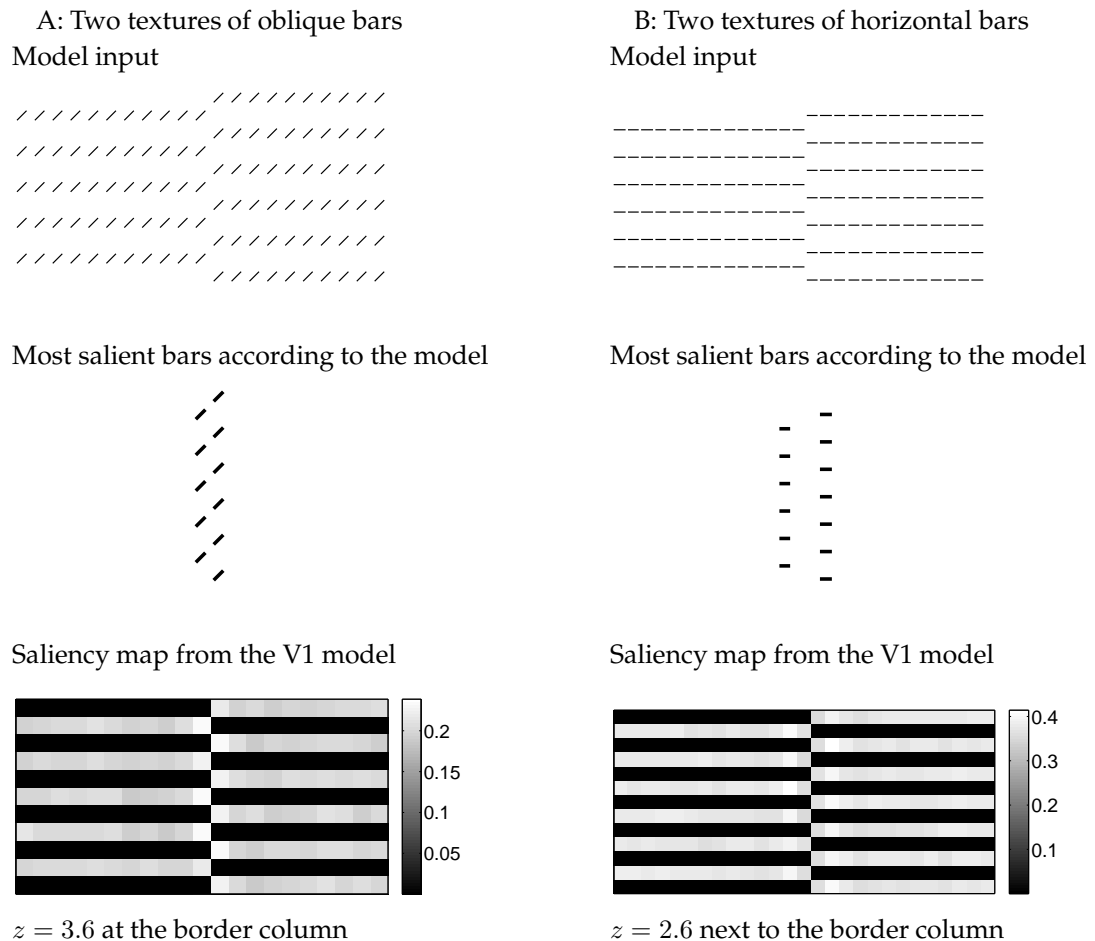 A: Two textures of oblique bars
Model input
Most salient bars according to the model
Saliency map from the V1 model
0.2
0.15
0.1
0.05
z = 3.6 at the border column
B: Two textures of horizontal bars
Model input
Most salient bars according to the model
Saliency map from the V1 model
0.4
0.3
0.2
0.1
z = 2.6 next to the border column